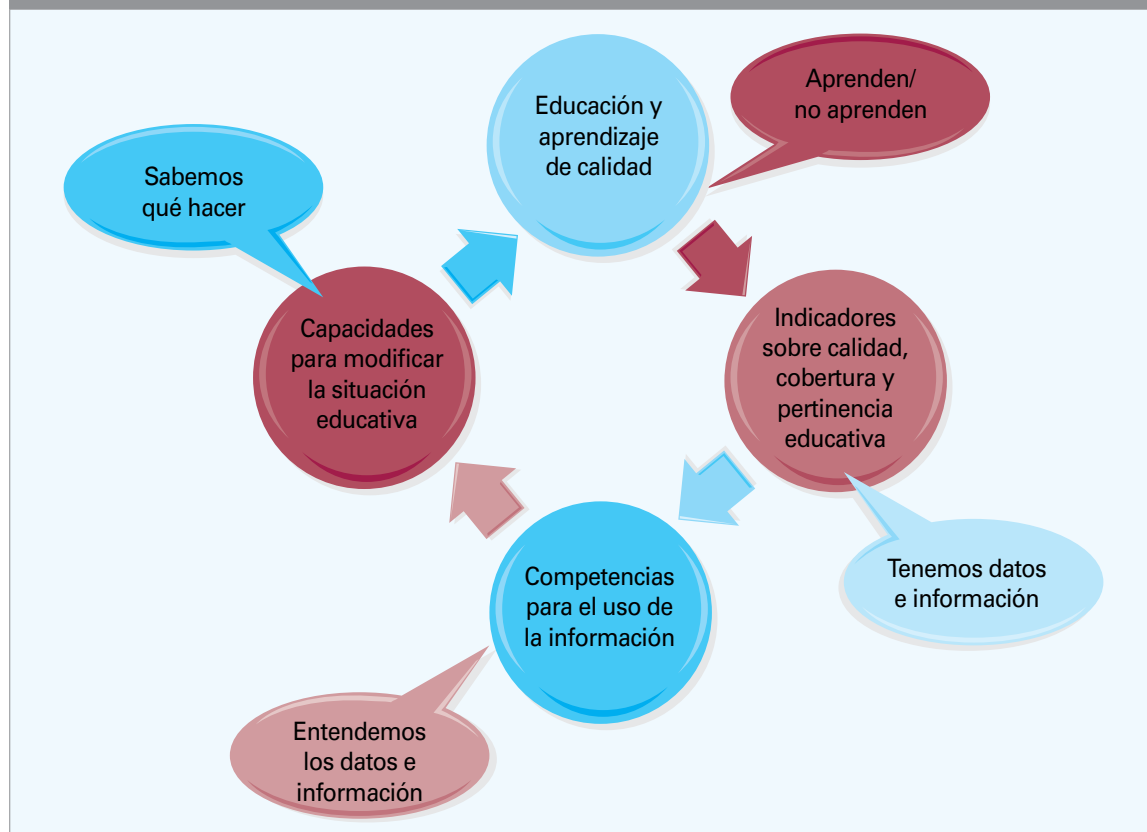 Educación y
aprendizaje
de calidad
Aprenden/
no aprenden
Indicadores
sobre calidad,
cobertura y
pertinencia
educativa
Tenemos datos
e información
Competencias
para el uso de
la información
Entendemos
los datos e
información
Capacidades
para modificar
la situación
educativa
Sabemos
qué hacer